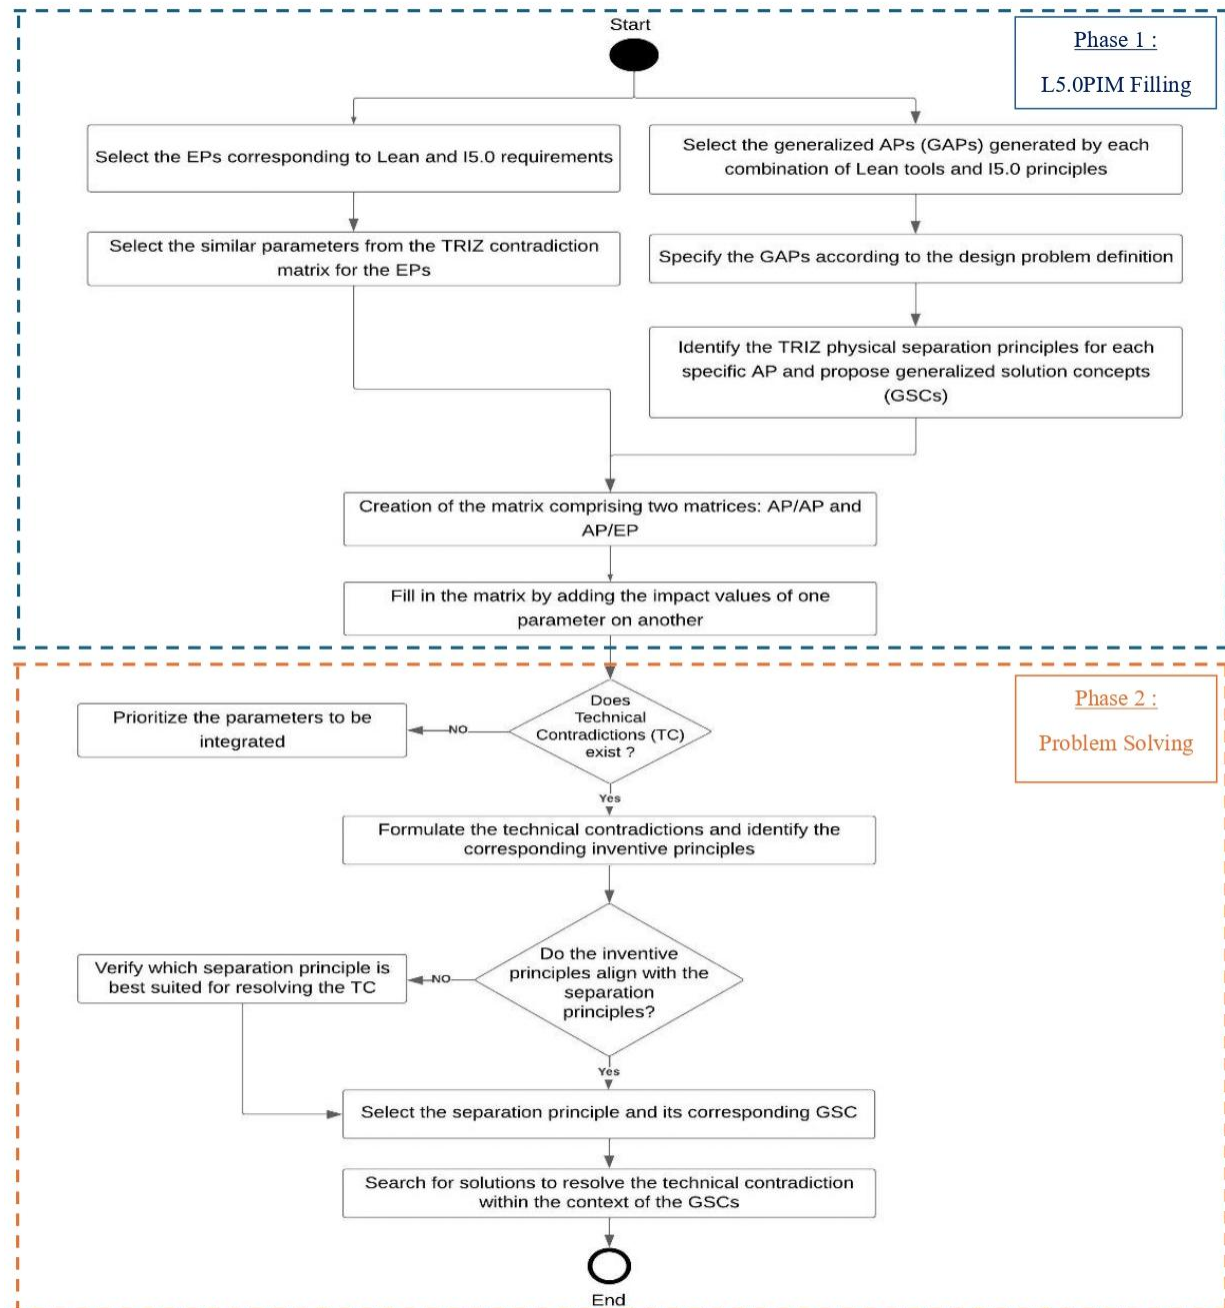 Start
Phase 1 :
L5.0PIM Filling
Select the EPs corresponding to Lean and I5.0 requirements
Select the generalized APs (GAPs) generated by each
combination of Lean tools and I5.0 principles
Select the similar parameters from the TRIZ contradiction
matrix for the EPs
Specify the GAPs according to the design problem definition
Identify the TRIZ physical separation principles for each
specific AP and propose generalized solution concepts
(GSCs)
Creation of the matrix comprising two matrices: AP/AP and
AP/EP
Fill in the matrix by adding the impact values of one
parameter on another
Phase 2 :
Problem Solving
Does
Technical
Contradictions (TC)
exist ?
NO
Prioritize the parameters to be
integrated
Yes
Formulate the technical contradictions and identify the
corresponding inventive principles
Do the inventive
principles align with the
separation
principles?
NO
Verify which separation principle is
best suited for resolving the TC
Yes
Select the separation principle and its corresponding GSC
Search for solutions to resolve the technical contradiction
within the context of the GSCs
End